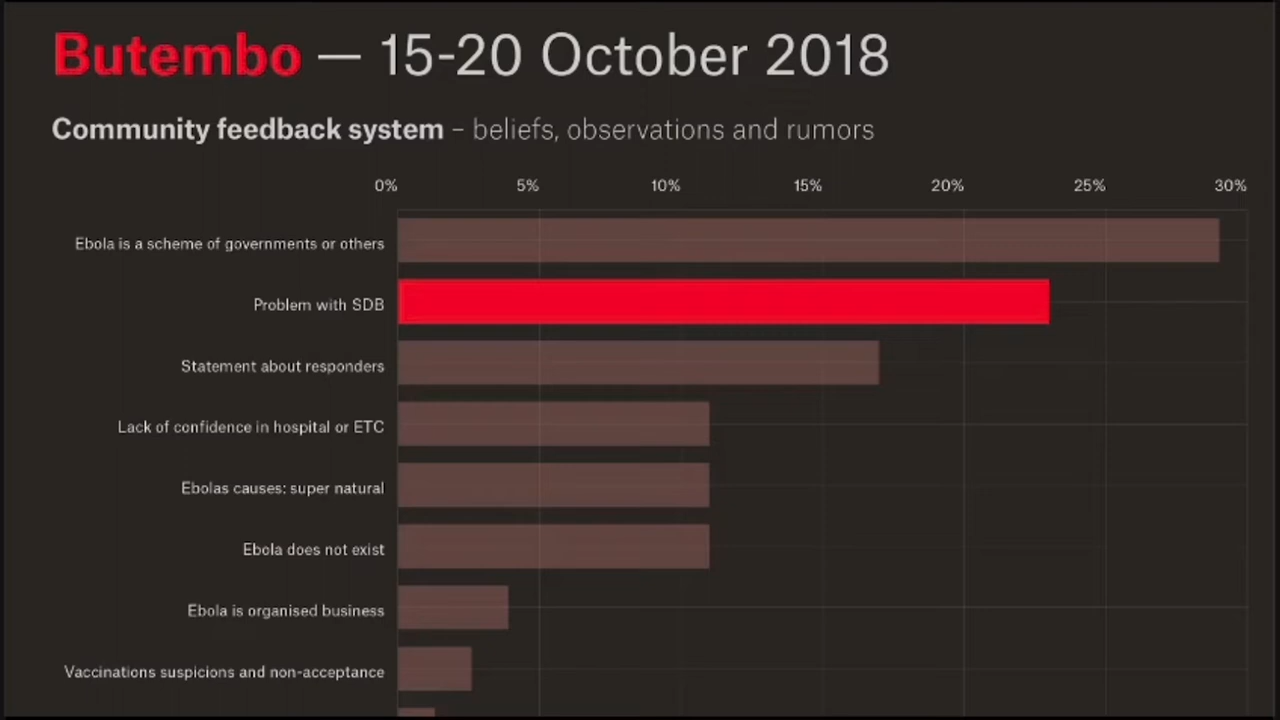 Butembo — 15-20 October 2018
Community feedback system – beliefs, observations and rumors
0% 5% 10% 15% 20% 25% 30%
Ebola is a scheme of governments or others
Problem with SDB
Statement about responders
Lack of confidence in hospital or ETC
Ebolas causes: super natural
Ebola does not exist
Ebola is organised business
Vaccinations suspicions and non-acceptance